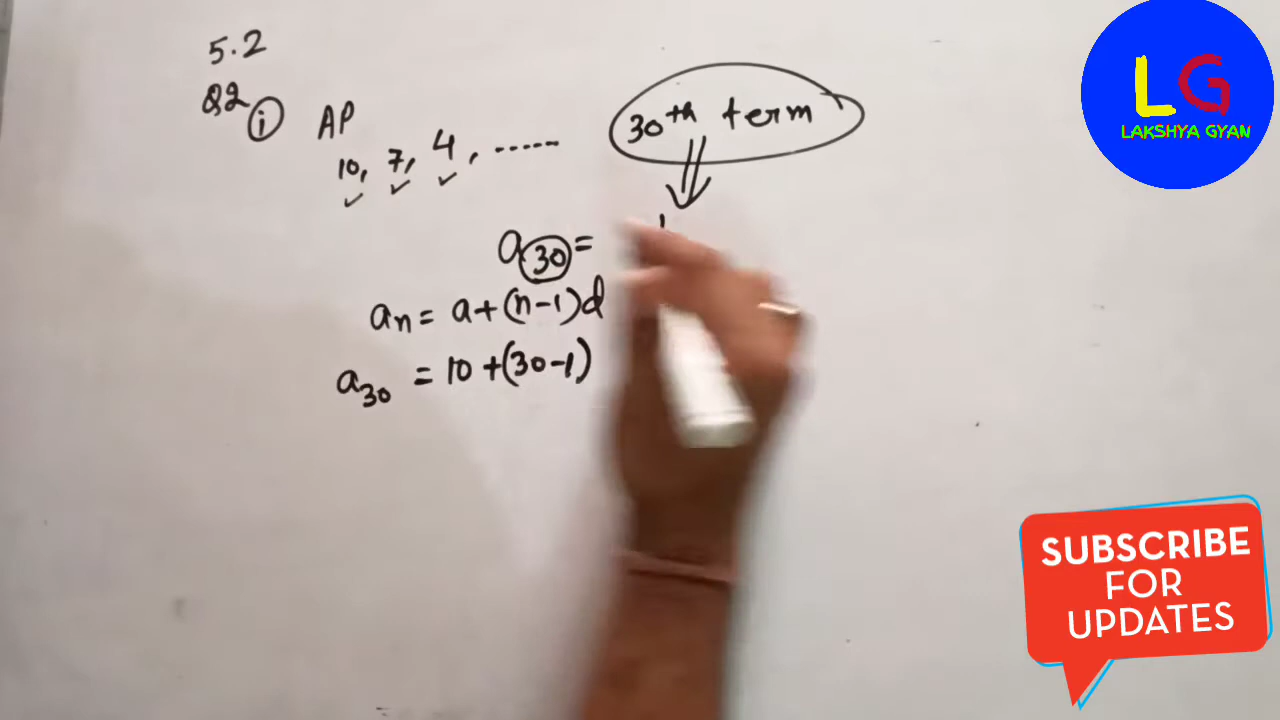 5.2
Q2 (i) AP
10, 7, 4, ......
30th term
a30 =
an = a+(n-1)d
a30 = 10+(30-1)
LG
LAKSHYA GYAN
SUBSCRIBE
FOR
UPDATES